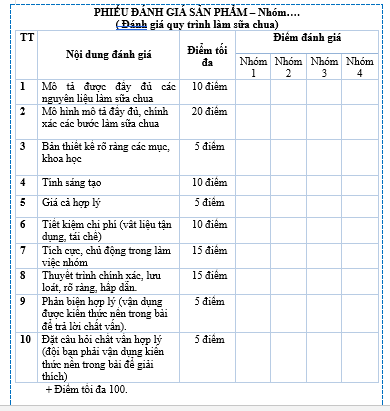 PHIẾU ĐÁNH GIÁ SẢN PHẨM – Nhóm….
( Đánh giá quy trình làm sữa chua)
TT Nội dung đánh giá Điểm tối đa Điểm đánh giá
Nhóm 1 Nhóm 2 Nhóm 3 Nhóm 4
1 Mô tả được đầy đủ các nguyên liệu làm sữa chua 10 điểm
2 Mô hình mô tả đầy đủ, chính xác các bước làm sữa chua 20 điểm
3 Bản thiết kế rõ ràng các mục, khoa học 5 điểm
4 Tính sáng tạo 10 điểm
5 Giá cả hợp lý 5 điểm
6 Tiết kiệm chi phí (vật liệu tận dụng, tái chế) 10 điểm
7 Tích cực, chủ động trong làm việc nhóm 15 điểm
8 Thuyết trình chính xác, lưu loát, rõ ràng, hấp dẫn. 15 điểm
9 Phản biện hợp lý (vận dụng được kiến thức nền trong bài để trả lời chất vấn). 5 điểm
10 Đặt câu hỏi chất vấn hợp lý (đội bạn phải vận dụng kiến thức nền trong bài để giải thích) 5 điểm
+ Điểm tối đa 100.